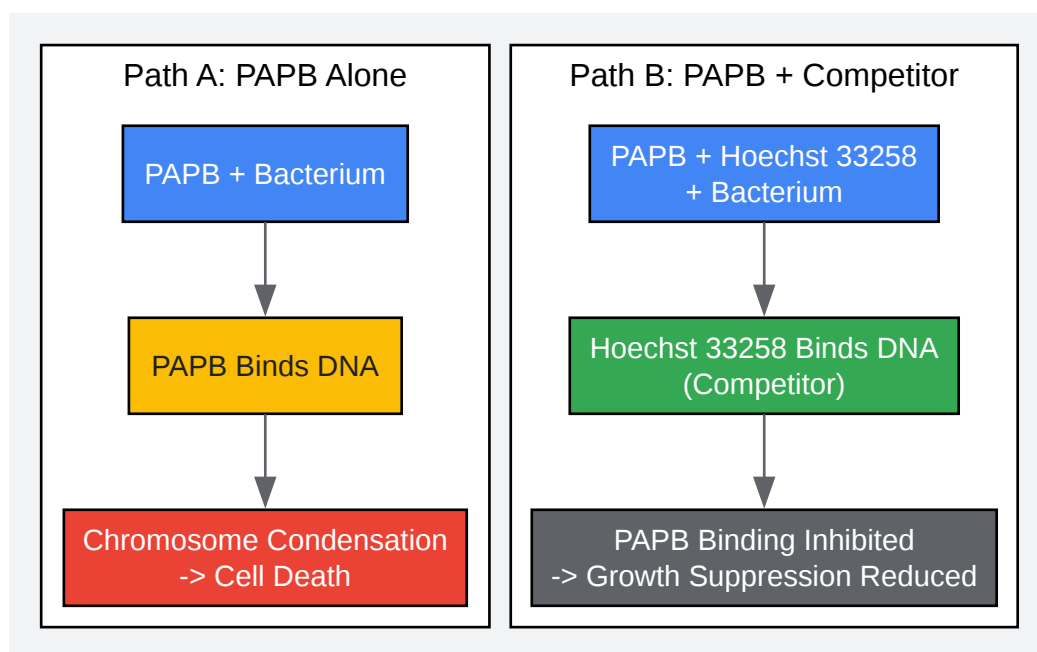 Path A: PAPB Alone
PAPB + Bacterium
PAPB Binds DNA
Chromosome Condensation
-> Cell Death
Path B: PAPB + Competitor
PAPB + Hoechst 33258
+ Bacterium
Hoechst 33258 Binds DNA
(Competitor)
PAPB Binding Inhibited
-> Growth Suppression Reduced